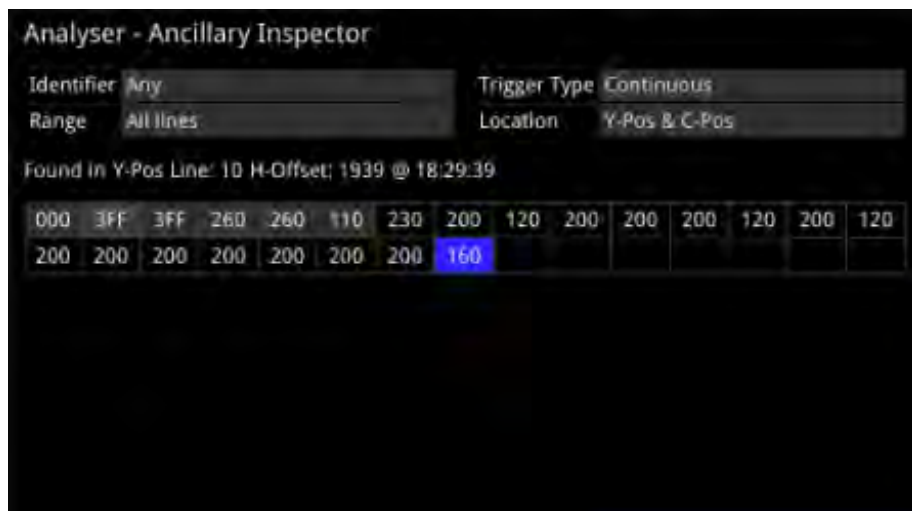 Analyser - Ancillary Inspector
Identifier Any Trigger Type Continuous
Range All lines Location Y-Pos & C-Pos
Found in Y-Pos Line: 10 H-Offset: 1939 @ 18:29:39
000 3FF 3FF 260 260 110 230 200 120 200 200 200 120 200 120
200 200 200 200 200 200 200 160